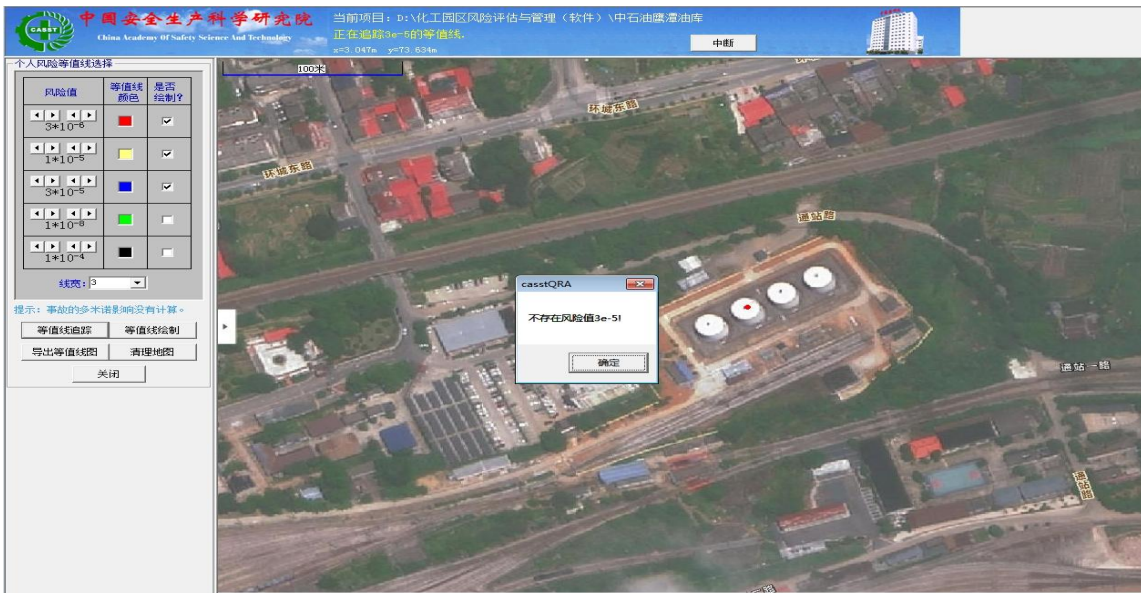 CASST
中国安全生产科学研究院
China Academy Of Safety Science And Technology
当前项目：D:\化工园区风险评估与管理（软件）\中石油鹰潭油库
正在追踪3e-5的等值线.
x=3.047m y=73.634m
中断
个人风险等值线选择
风险值 等值线颜色 是否绘制?
3*10-6
1*10-5
3*10-5
1*10-8
1*10-4
线宽: 3
提示: 事故的多米诺影响没有计算。
等值线追踪 等值线绘制
导出等值线图 清理地图
关闭
100米
环城东路
环城东路
通站路
casstQRA
不存在风险值3e-5!
确定
通站一路
通站路